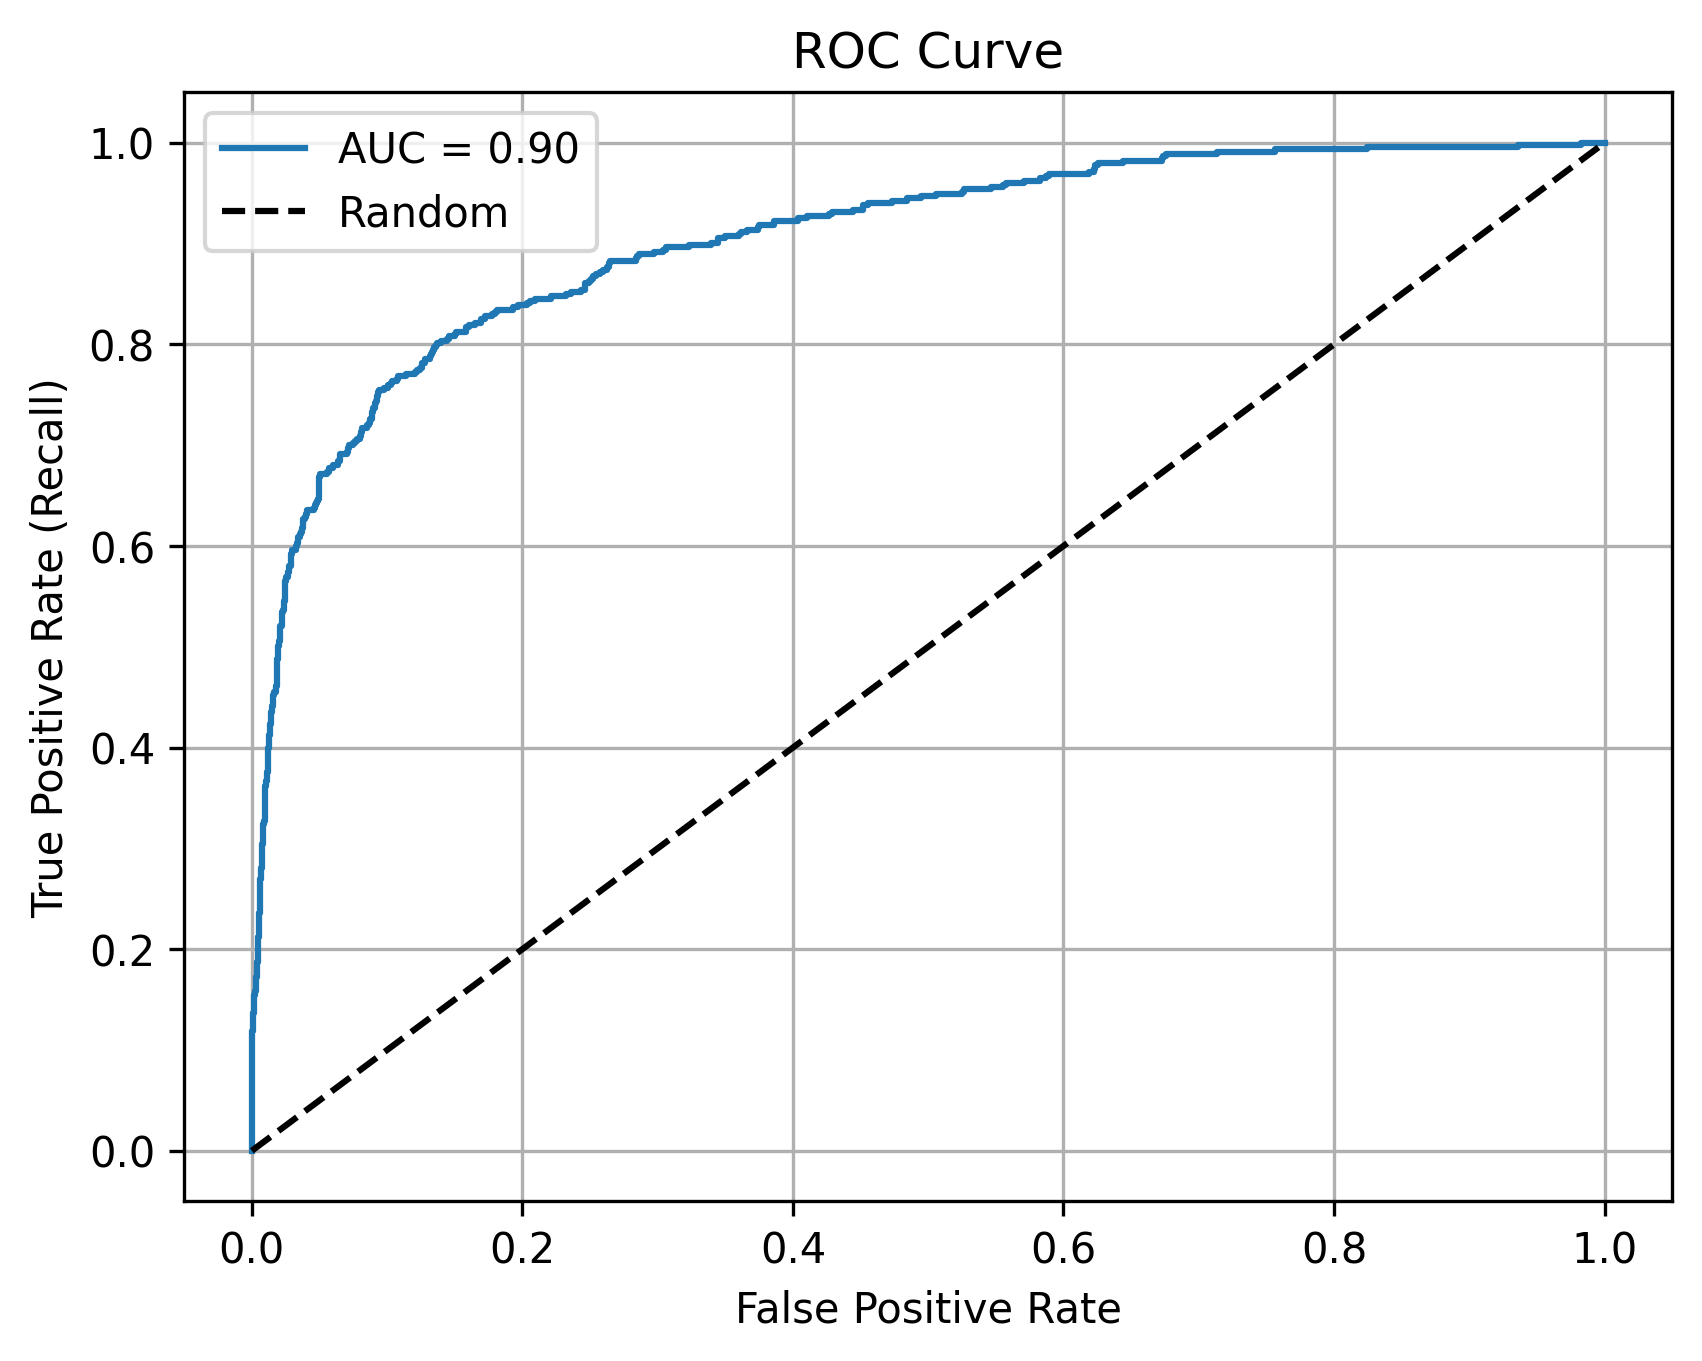 ROC Curve
AUC = 0.90
Random
True Positive Rate (Recall)
1.0
0.8
0.6
0.4
0.2
0.0
0.0 0.2 0.4 0.6 0.8 1.0
False Positive Rate